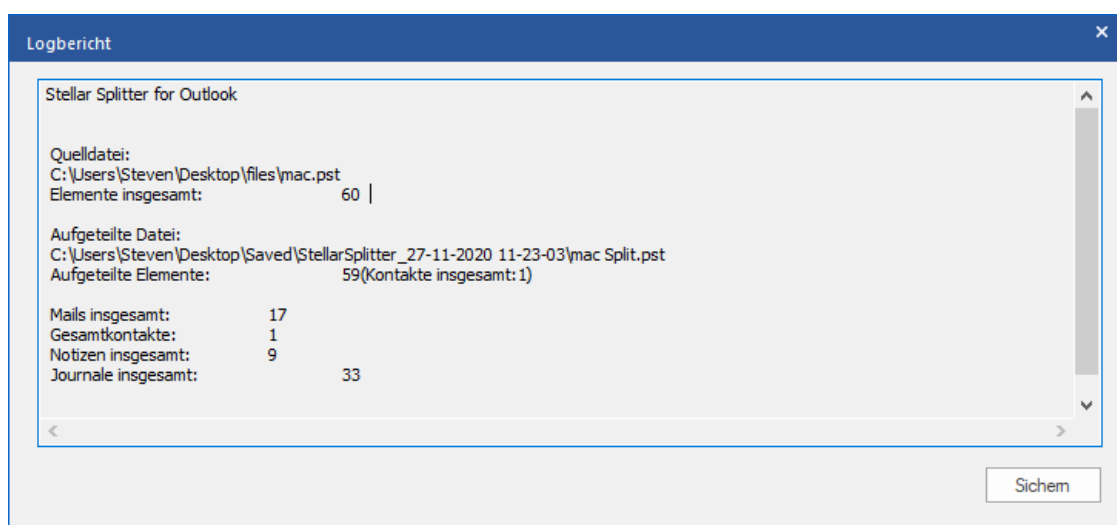 Logbericht
Stellar Splitter for Outlook
Quelldatei:
C:\Users\Steven\Desktop\files\mac.pst
Elemente insgesamt: 60
Aufgeteilte Datei:
C:\Users\Steven\Desktop\Saved\StellarSplitter_27-11-2020 11-23-03\mac Split.pst
Aufgeteilte Elemente: 59(Kontakte insgesamt:1)
Mails insgesamt: 17
Gesamtkontakte: 1
Notizen insgesamt: 9
Journale insgesamt: 33
Sichern